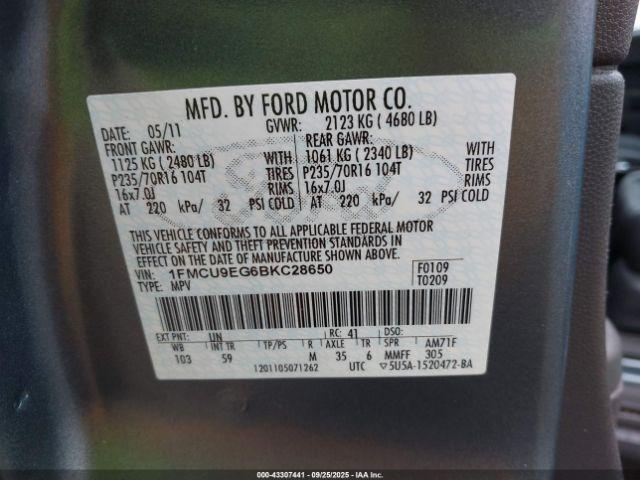 MFD. BY FORD MOTOR CO.
DATE: 05/11 GVWR: 2123 KG (4680 LB)
FRONT GAWR: REAR GAWR:
1125 KG (2480 LB) WITH 1061 KG (2340 LB) WITH
P235/70R16 104T TIRES P235/70R16 104T TIRES
16x7.0J RIMS 16x7.0J RIMS
AT 220 kPa/ 32 PSI COLD AT 220 kPa/ 32 PSI COLD
THIS VEHICLE CONFORMS TO ALL APPLICABLE FEDERAL MOTOR
VEHICLE SAFETY AND THEFT PREVENTION STANDARDS IN
EFFECT ON THE DATE OF MANUFACTURE SHOWN ABOVE.
VIN: 1FMCU9EG6BKC28650 F0109
TYPE: MPV T0209
EXT PNT: UN RC: 41 DSO:
WB INT TR TP/PS R AXLE TR SPR AM71F
103 59 M 35 6 MMFF 305
1201105071262 UTC ▽5U5A-1520472-BA
000-43307441 - 09/25/2025 - IAA Inc.